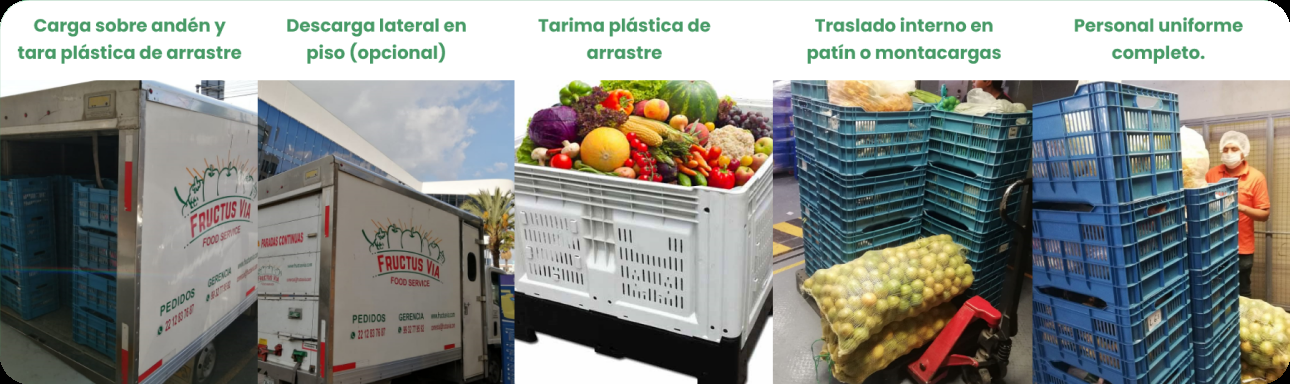 Carga sobre andén y
tara plástica de arrastre
Descarga lateral en
piso (opcional)
Tarima plástica de
arrastre
Traslado interno en
patín o montacargas
Personal uniforme
completo.
FRUCTUS VIA
FOOD SERVICE
PEDIDOS
GERENCIA
PARADAS CONTINUAS
FRUCTUS VIA
FOOD SERVICE
PEDIDOS
GERENCIA